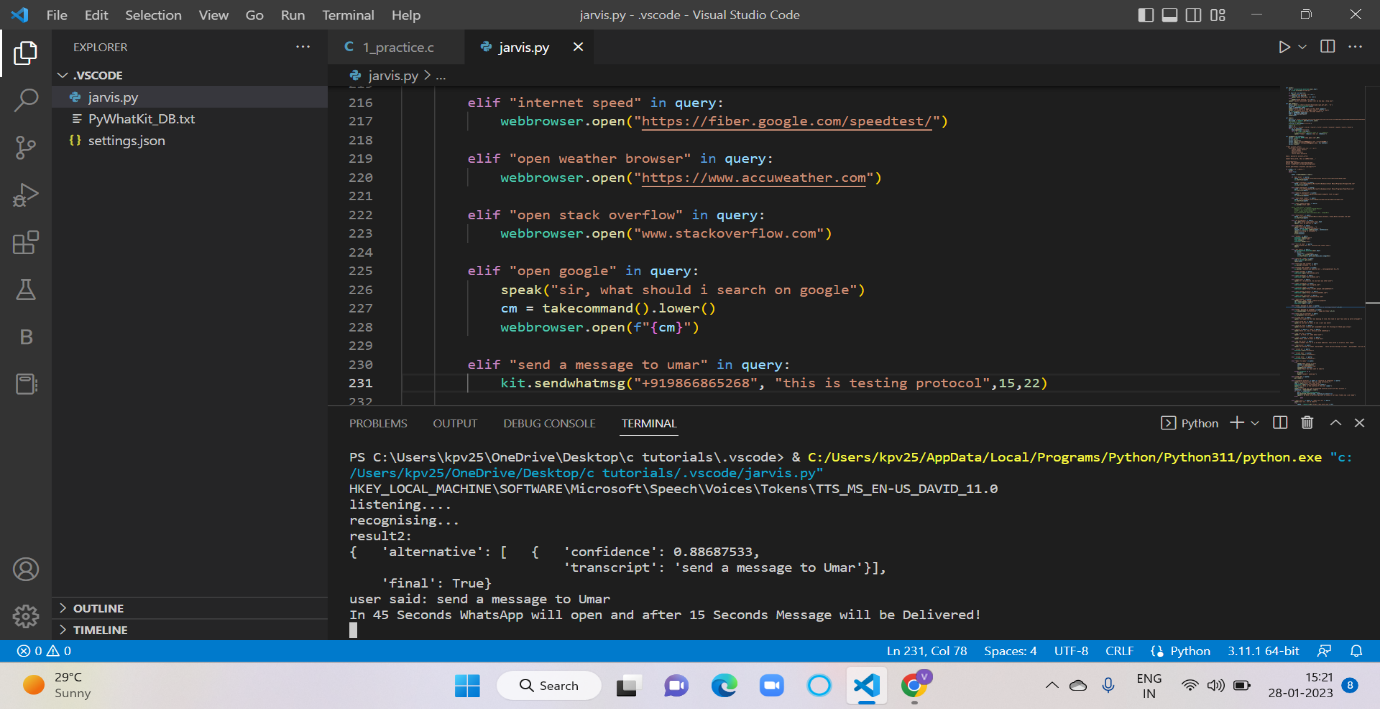 File Edit Selection View Go Run Terminal Help jarvis.py - .vscode - Visual Studio Code
EXPLORER
C 1_practice.c jarvis.py
.VSCODE
jarvis.py > ...
jarvis.py
PyWhatKit_DB.txt
{} settings.json
216 elif "internet speed" in query:
217 webbrowser.open("https://fiber.google.com/speedtest/")
218
219 elif "open weather browser" in query:
220 webbrowser.open("https://www.accuweather.com")
221
222 elif "open stack overflow" in query:
223 webbrowser.open("www.stackoverflow.com")
224
225 elif "open google" in query:
226 speak("sir, what should i search on google")
227 cm = takecommand().lower()
228 webbrowser.open(f"{cm}")
229
230 elif "send a message to umar" in query:
231 kit.sendwhatmsg("+919866865268", "this is testing protocol",15,22)
232
PROBLEMS OUTPUT DEBUG CONSOLE TERMINAL Python
PS C:\Users\kpv25\OneDrive\Desktop\c tutorials\.vscode> & C:/Users/kpv25/AppData/Local/Programs/Python/Python311/python.exe "c:
/Users/kpv25/OneDrive/Desktop/c tutorials/.vscode/jarvis.py"
HKEY_LOCAL_MACHINE\SOFTWARE\Microsoft\Speech\Voices\Tokens\TTS_MS_EN-US_DAVID_11.0
listening....
recognising...
result2:
{ 'alternative': [ { 'confidence': 0.88687533,
'transcript': 'send a message to Umar'}],
'final': True}
user said: send a message to Umar
In 45 Seconds WhatsApp will open and after 15 Seconds Message will be Delivered!
OUTLINE
TIMELINE
0 0 Ln 231, Col 78 Spaces: 4 UTF-8 CRLF Python 3.11.1 64-bit
29°C
Sunny
Search
ENG
IN
15:21
28-01-2023
8